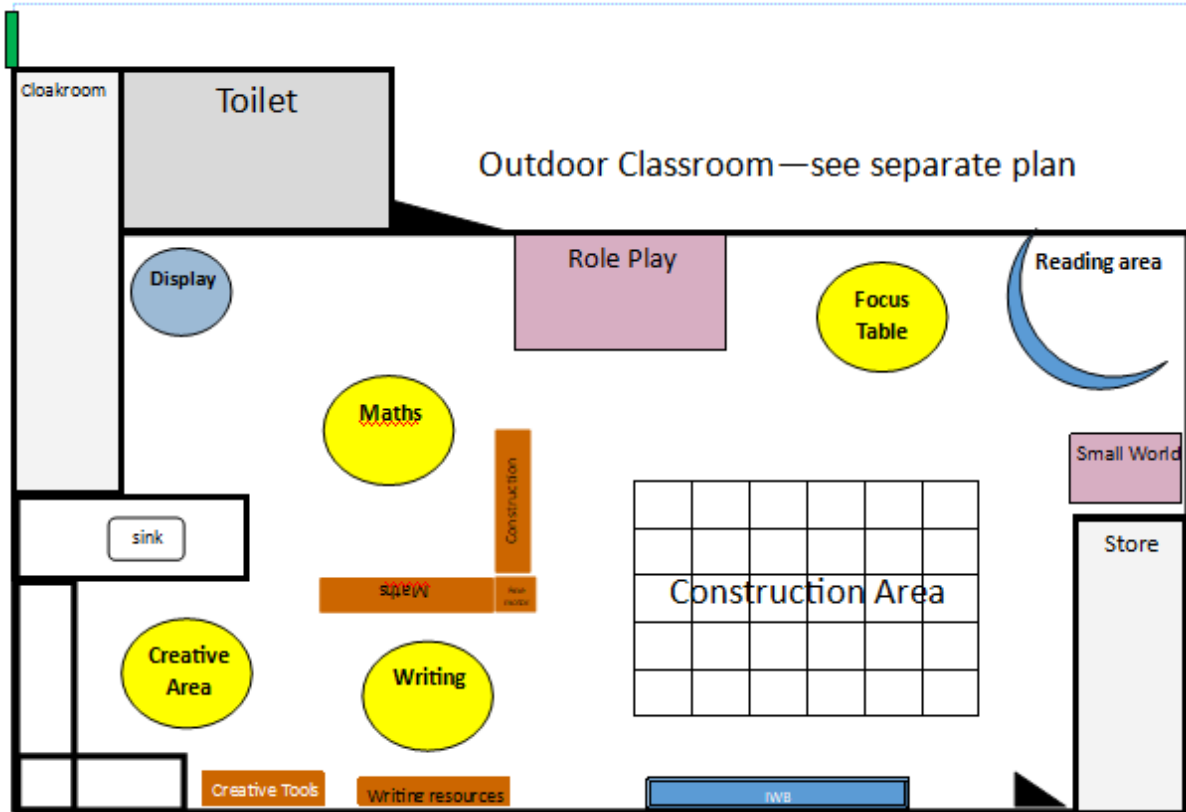 Cloakroom
Toilet
Outdoor Classroom—see separate plan
Display
Role Play
Focus
Table
Reading area
Maths
Small World
Construction
sink
Store
Maths
Construction Area
Creative
Area
Writing
Creative Tools
Writing resources
IWB